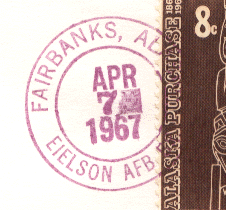 FAIRBANKS, AL
APR
7
1967
EIELSON AFB
8c
ALASKA PURCHASE